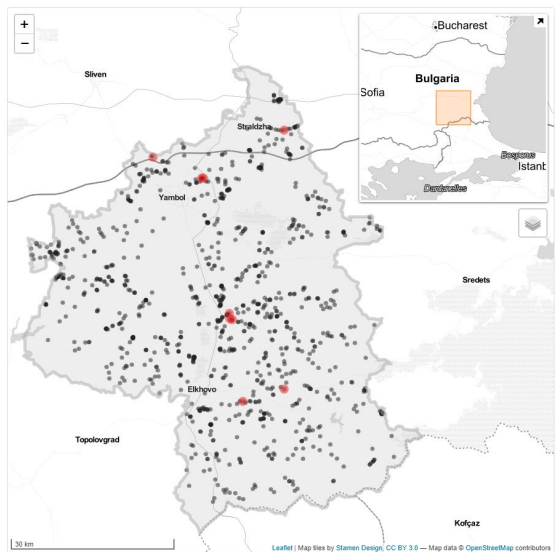 +
−
Bucharest
Bulgaria
Sofia
Bosporus
Istanb
Dardanelles
Sliven
Straldzha
Yambol
Sredets
Elkhovo
Topolovgrad
Kofçaz
30 km
Leaflet | Map tiles by Stamen Design, CC BY 3.0 — Map data © OpenStreetMap contributors